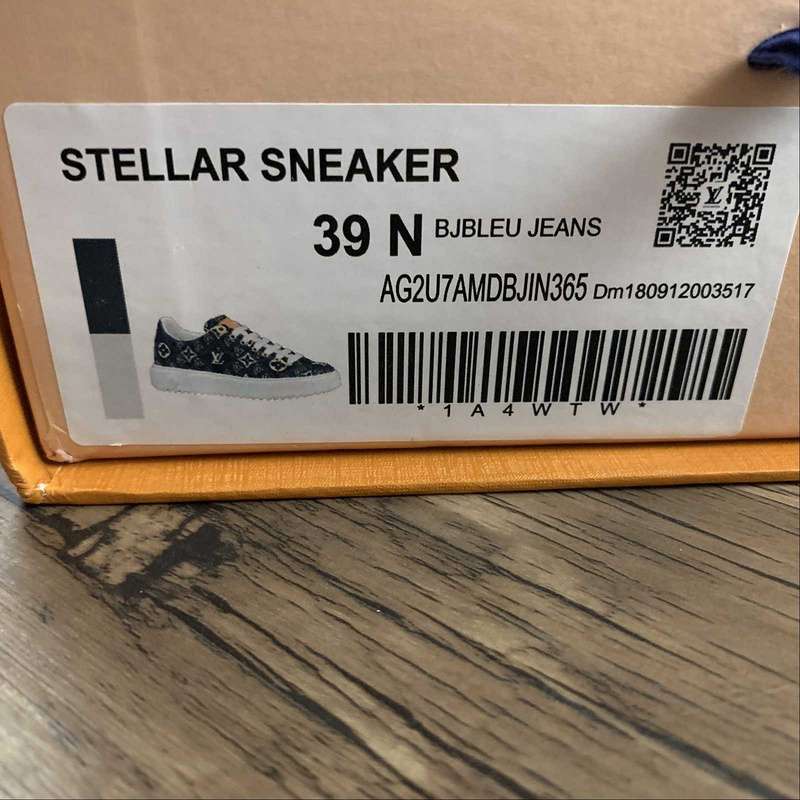 STELLAR SNEAKER
39 N BJBLEU JEANS
AG2U7AMDBJIN365 Dm180912003517
*1A4WTW*